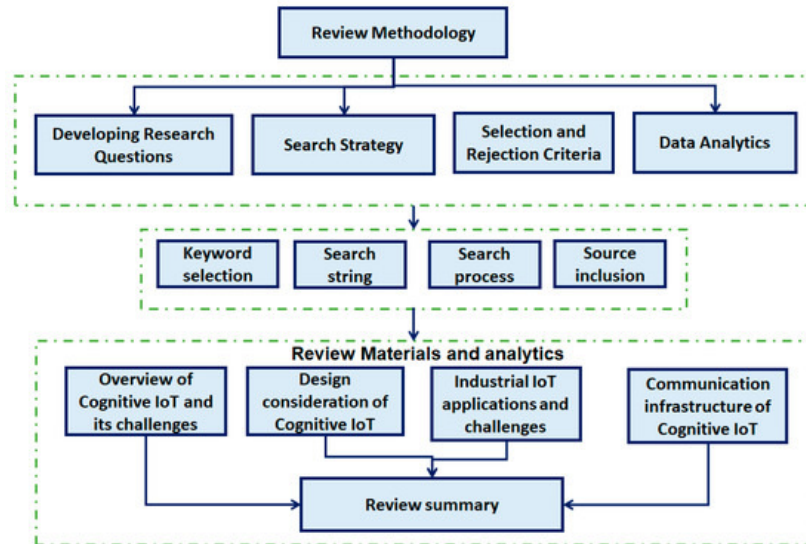 Review Methodology
Developing Research
Questions
Search Strategy
Selection and
Rejection Criteria
Data Analytics
Keyword
selection
Search
string
Search
process
Source
inclusion
Review Materials and analytics
Overview of
Cognitive IoT and
its challenges
Design
consideration of
Cognitive IoT
Industrial IoT
applications and
challenges
Communication
infrastructure of
Cognitive IoT
Review summary